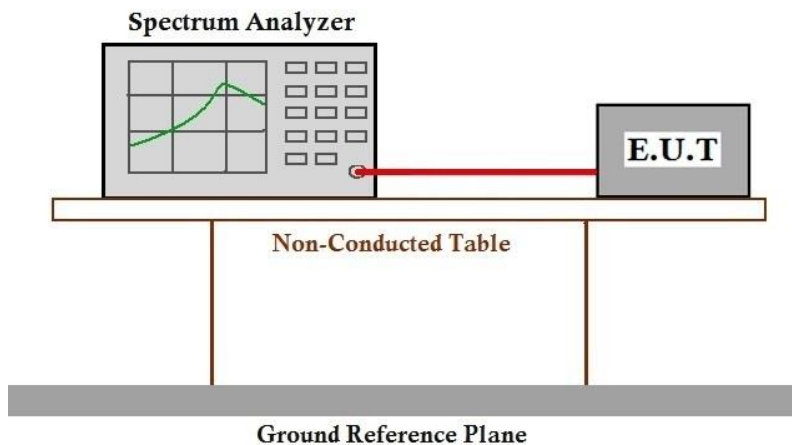 Spectrum Analyzer
E.U.T
Non-Conducted Table
Ground Reference Plane